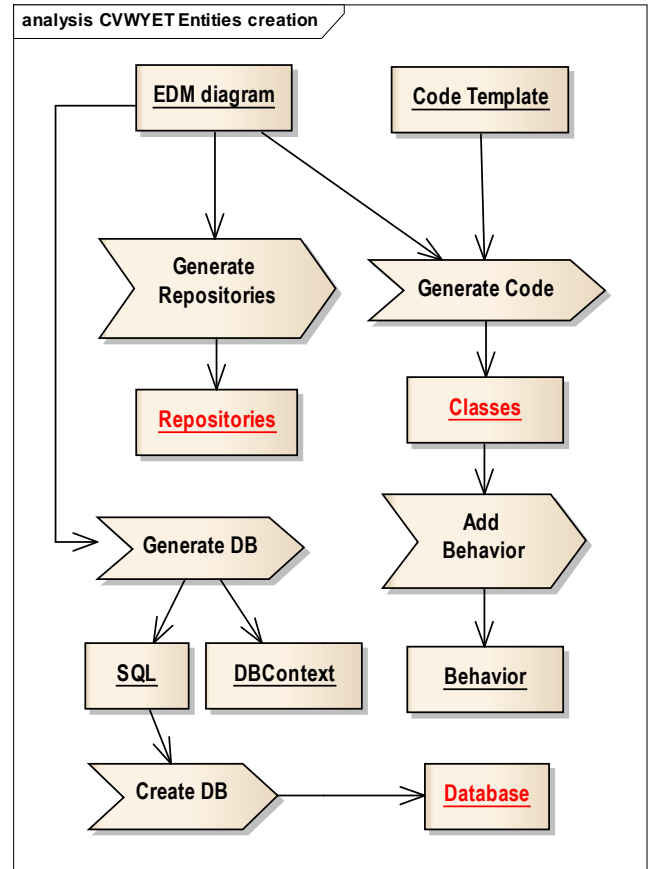 analysis CVWYET Entities creation
EDM diagram
Code Template
Generate
Repositories
Generate Code
Repositories
Classes
Generate DB
Add
Behavior
SQL
DBContext
Behavior
Create DB
Database